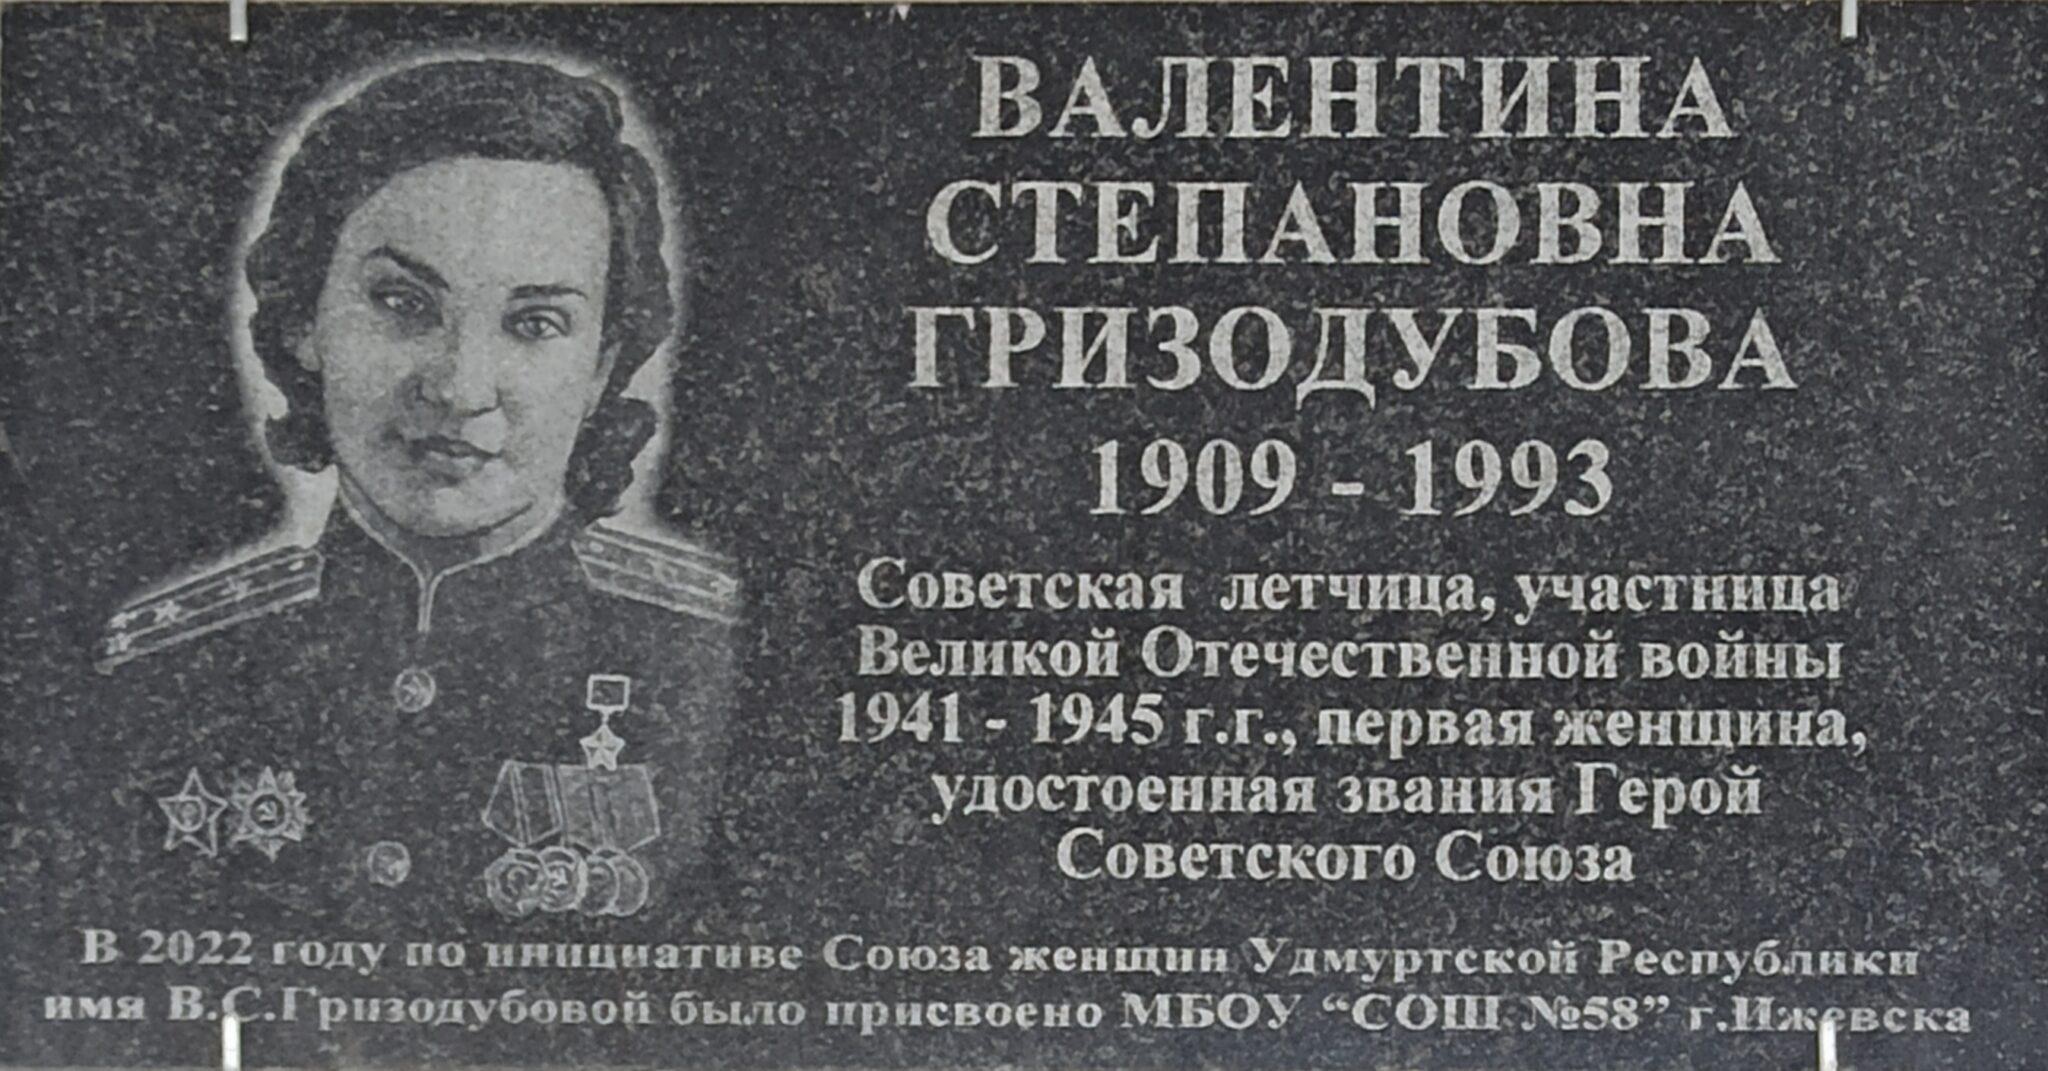 ВАЛЕНТИНА
СТЕПАНОВНА
ГРИЗОДУБОВА
1909 - 1993
Советская летчица, участница
Великой Отечественной войны
1941 - 1945 г.г., первая женщина,
удостоенная звания Герой
Советского Союза
В 2022 году по инициативе Союза женщин Удмуртской Республики
имя В.С.Гризодубовой было присвоено МБОУ “СОШ №58” г.Ижевска